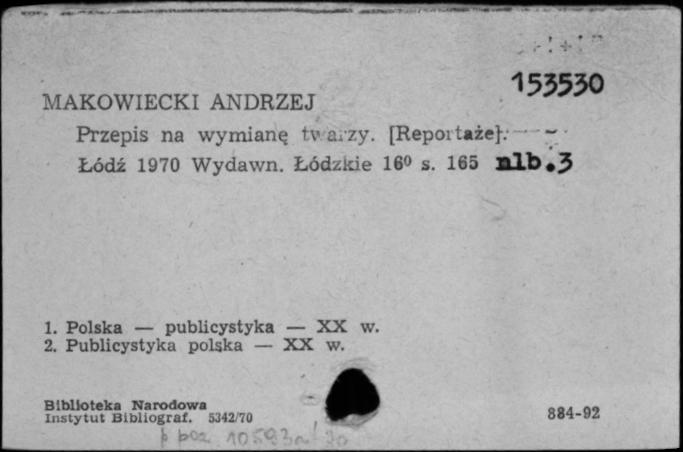 153530
MAKOWIECKI ANDRZEJ
Przepis na wymianę twarzy. [Reportaże].
Łódź 1970 Wydawn. Łódzkie 16⁰ s. 165 nlb.3
1. Polska — publicystyka — XX w.
2. Publicystyka polska — XX w.
Biblioteka Narodowa
Instytut Bibliograf. 5342/70
884-92